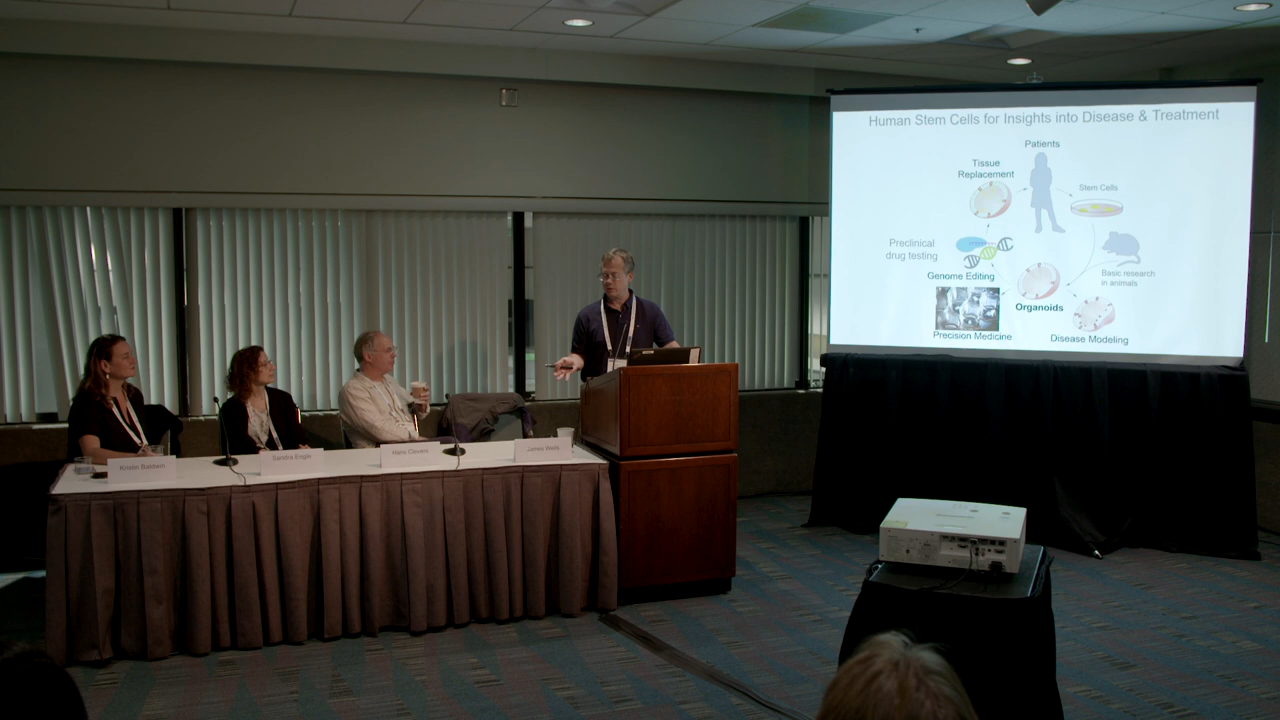 Human Stem Cells for Insights into Disease & Treatment
Patients
Tissue
Replacement
Stem Cells
Preclinical
drug testing
Genome Editing
Basic research
in animals
Organoids
Precision Medicine
Disease Modeling
Kristin Baldwin
Sandra Engle
Hans Clevers
James Wells